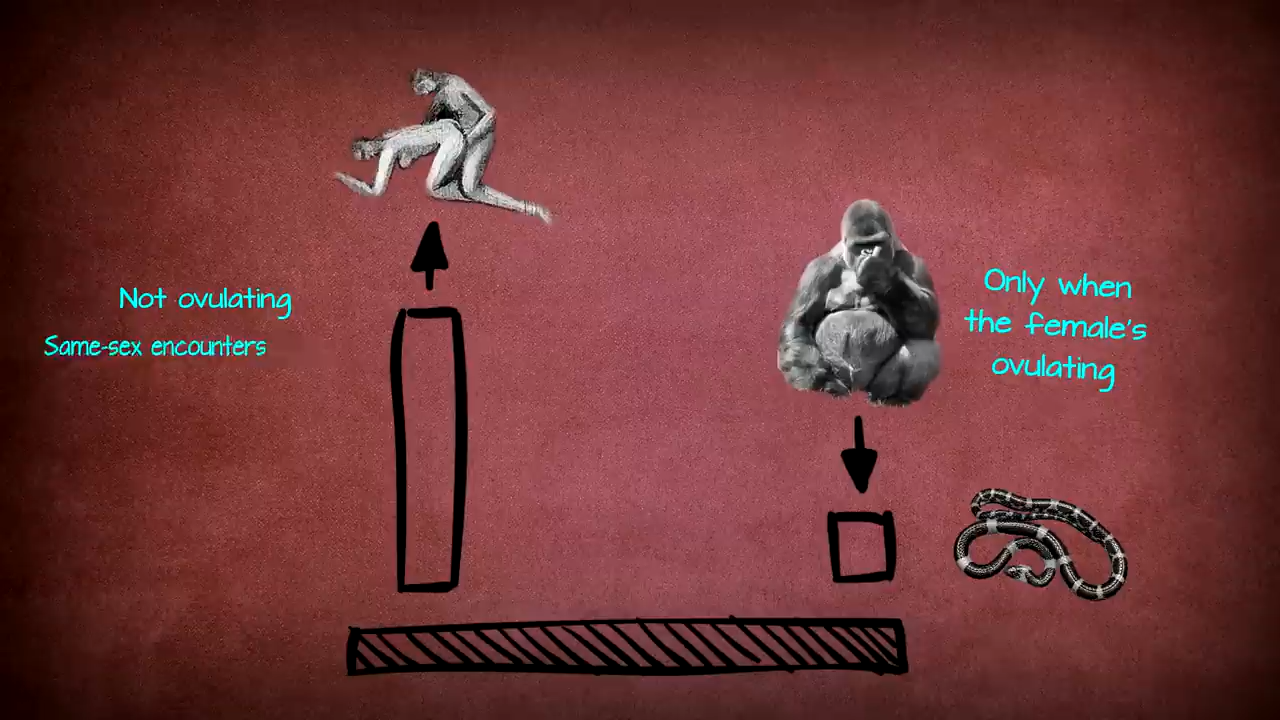 Not ovulating
Same-sex encounters
Only when
the female's
ovulating